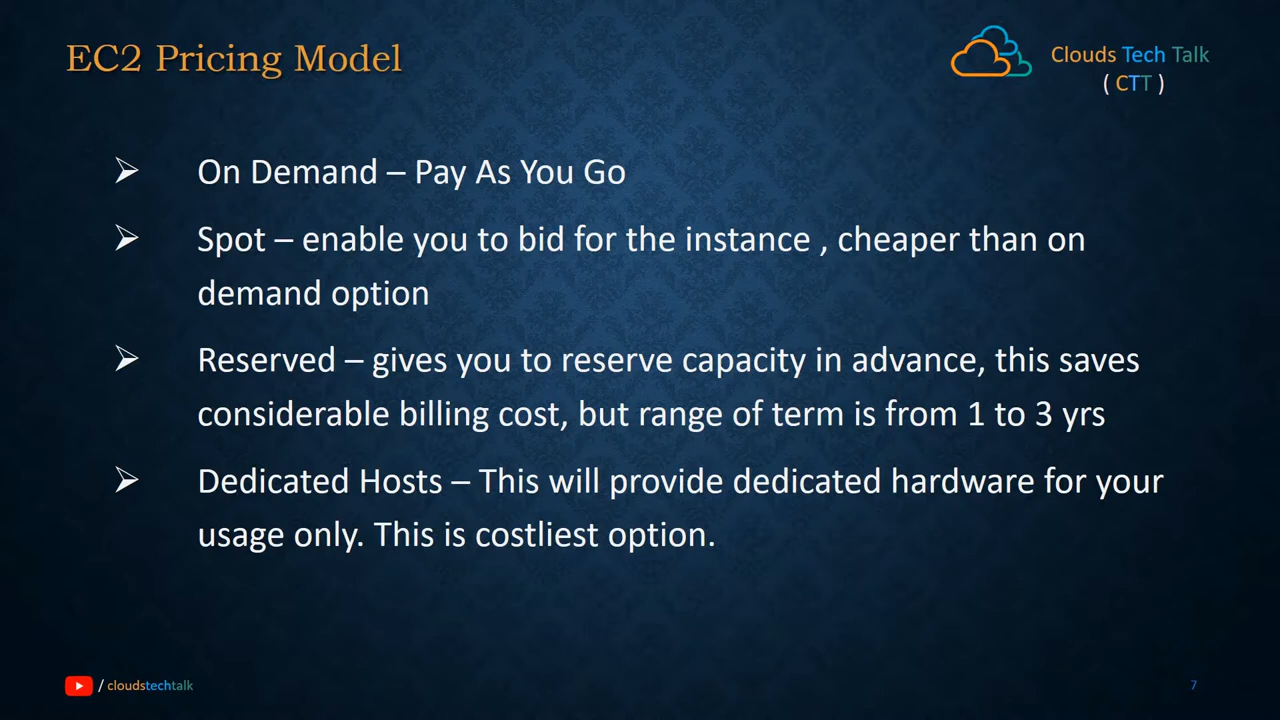 EC2 Pricing Model
Clouds Tech Talk
( CTT )
➢ On Demand – Pay As You Go
➢ Spot – enable you to bid for the instance , cheaper than on
demand option
➢ Reserved – gives you to reserve capacity in advance, this saves
considerable billing cost, but range of term is from 1 to 3 yrs
➢ Dedicated Hosts – This will provide dedicated hardware for your
usage only. This is costliest option.
/ cloudstechtalk
7